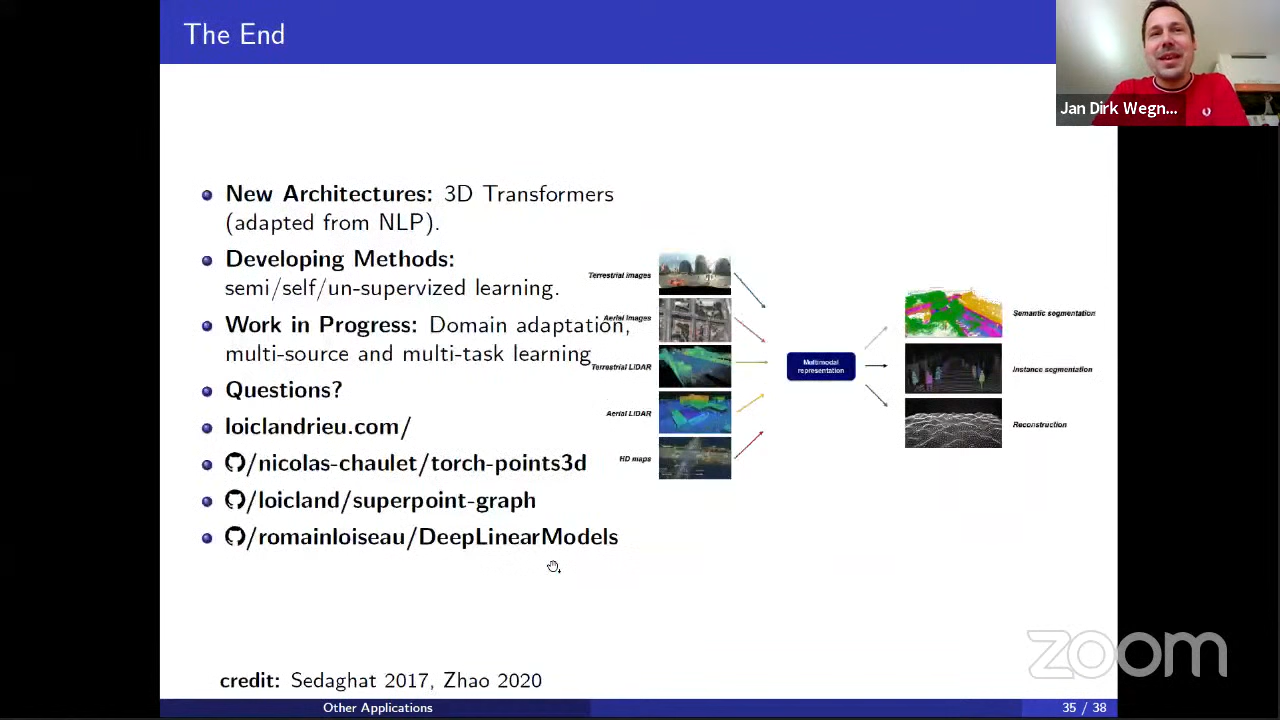 The End
Jan Dirk Wegn...
New Architectures: 3D Transformers
(adapted from NLP).
Developing Methods:
semi/self/un-supervized learning.
Work in Progress: Domain adaptation,
multi-source and multi-task learning
Questions?
loiclandrieu.com/
/nicolas-chaulet/torch-points3d
/loicland/superpoint-graph
/romainloiseau/DeepLinearModels
Terrestrial images
Aerial images
Terrestrial LiDAR
Aerial LiDAR
HD maps
Multimodal
representation
Semantic segmentation
Instance segmentation
Reconstruction
credit: Sedaghat 2017, Zhao 2020
Other Applications
35 / 38
zoom